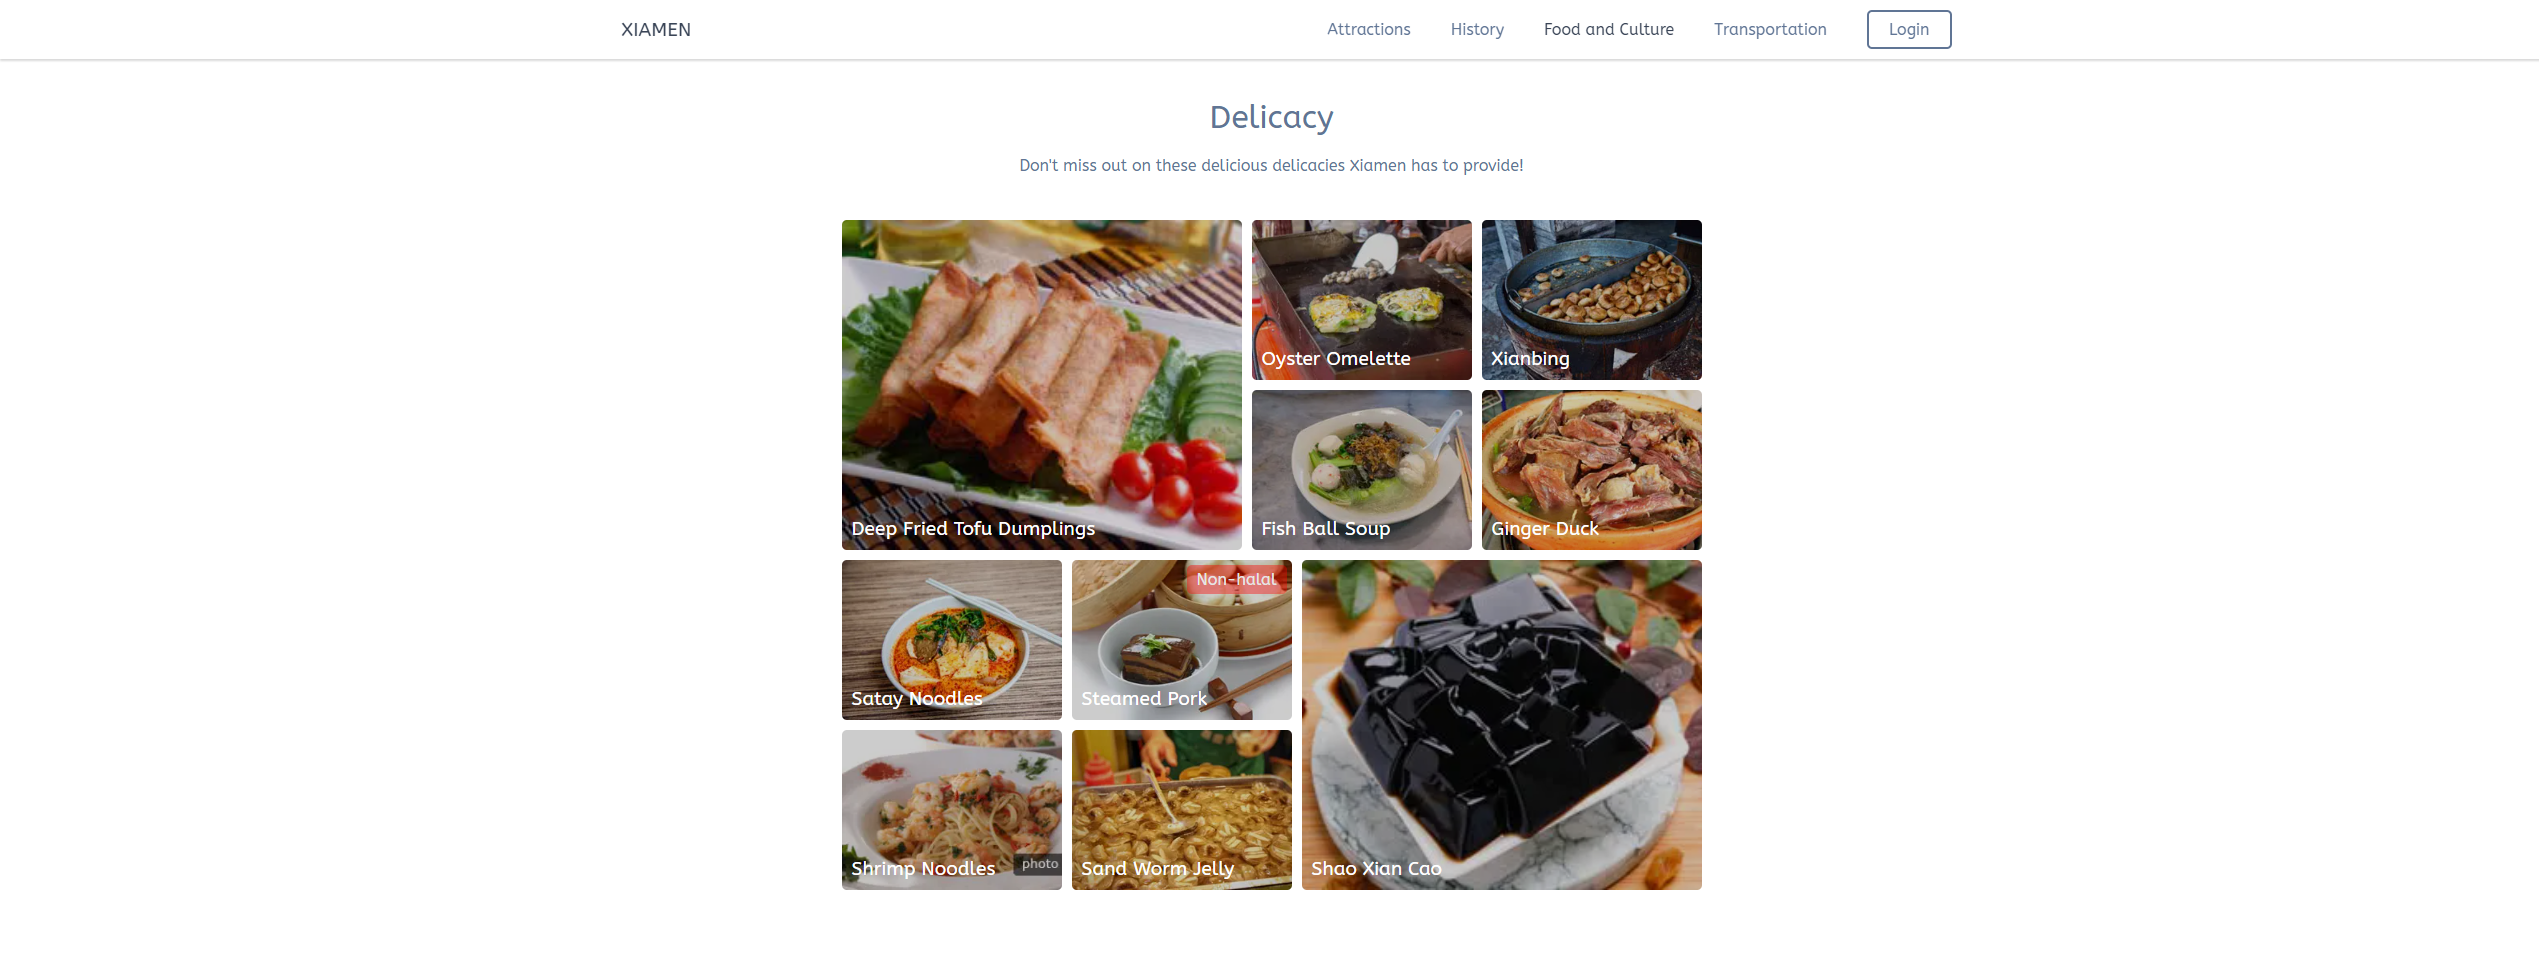 XIAMEN
Attractions
History
Food and Culture
Transportation
Login
Delicacy
Don't miss out on these delicious delicacies Xiamen has to provide!
Deep Fried Tofu Dumplings
Oyster Omelette
Xianbing
Fish Ball Soup
Ginger Duck
Satay Noodles
Non-halal
Steamed Pork
Shrimp Noodles
photo
Sand Worm Jelly
Shao Xian Cao